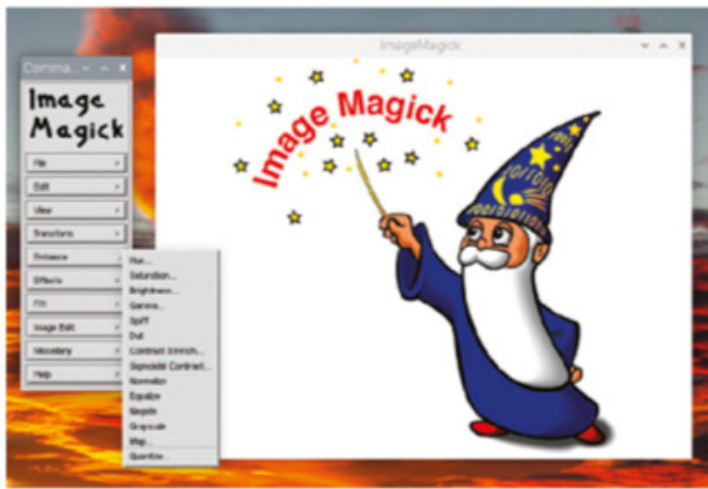 Comma..
ImageMagick:
Image
Magick
File
Edit
View
Transform
Enhance
Effects
F/X
Image Edit
Miscellany
Help
Hue...
Saturation...
Brightness...
Gamma...
Spiff
Dull
Contrast Stretch...
Sigmoidal Contrast...
Normalize
Equalize
Negate
Grayscale
Map...
Quantize...
Image Magick